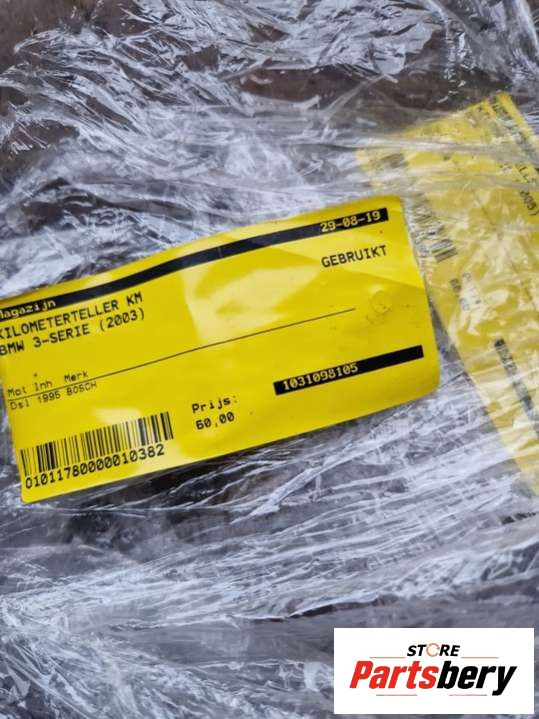 Magazijn 29-08-19
KILOMETERTELLER KM GEBRUIKT
BMW 3-SERIE (2003)
Mot Inh Merk
Dsl 1995 BOSCH
Prijs: 1031098105
60,00
01011780000010382
STORE
Partsbery